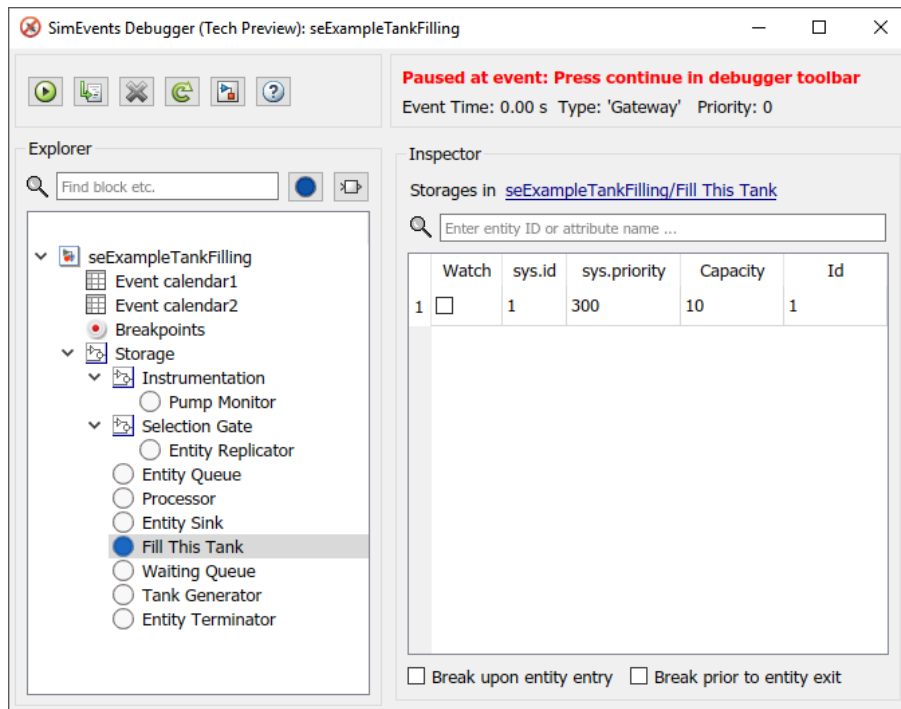 SimEvents Debugger (Tech Preview): seExampleTankFilling
Paused at event: Press continue in debugger toolbar
Event Time: 0.00 s Type: 'Gateway' Priority: 0
Explorer
Find block etc.
seExampleTankFilling
Event calendar1
Event calendar2
Breakpoints
Storage
Instrumentation
Pump Monitor
Selection Gate
Entity Replicator
Entity Queue
Processor
Entity Sink
Fill This Tank
Waiting Queue
Tank Generator
Entity Terminator
Inspector
Storages in seExampleTankFilling/Fill This Tank
Enter entity ID or attribute name ...
Watch sys.id sys.priority Capacity Id
1 1 300 10 1
Break upon entity entry Break prior to entity exit